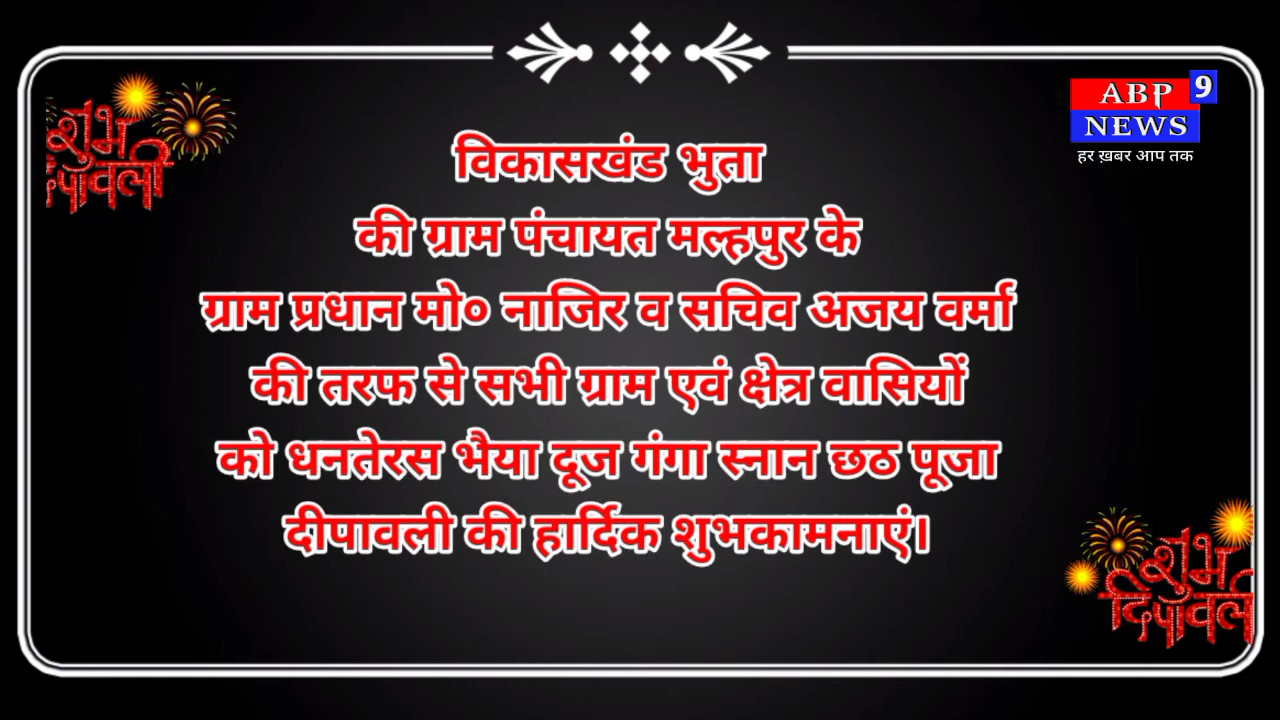 शुभ
दीपावली
ABP 9
NEWS
हर ख़बर आप तक
विकासखंड भुता
की ग्राम पंचायत मल्हपुर के
ग्राम प्रधान मो० नाजिर व सचिव अजय वर्मा
की तरफ से सभी ग्राम एवं क्षेत्र वासियों
को धनतेरस भैया दूज गंगा स्नान छठ पूजा
दीपावली की हार्दिक शुभकामनाएं।
शुभ
दिपावली